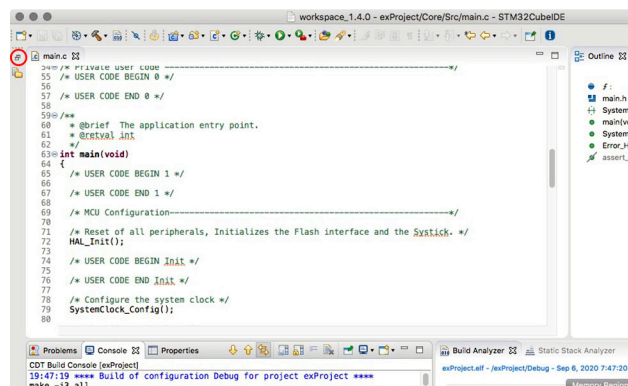 workspace_1.4.0 - exProject/Core/Src/main.c - STM32CubeIDE
main.c
54 /* Private user code ---------------------------------------------------------*/
55 /* USER CODE BEGIN 0 */
56
57 /* USER CODE END 0 */
58
59 /**
60 * @brief The application entry point.
61 * @retval int
62 */
63 int main(void)
64 {
65 /* USER CODE BEGIN 1 */
66
67 /* USER CODE END 1 */
68
69 /* MCU Configuration--------------------------------------------------------*/
70
71 /* Reset of all peripherals, Initializes the Flash interface and the Systick. */
72 HAL_Init();
73
74 /* USER CODE BEGIN Init */
75
76 /* USER CODE END Init */
77
78 /* Configure the system clock */
79 SystemClock_Config();
80
Outline
f :
main.h
System
main(vo
System
Error_H
assert_
Problems Console Properties
CDT Build Console [exProject]
19:47:19 **** Build of configuration Debug for project exProject ****
make -j3 all
Build Analyzer Static Stack Analyzer
exProject.elf - /exProject/Debug - Sep 6, 2020 7:47:20
Memory Region